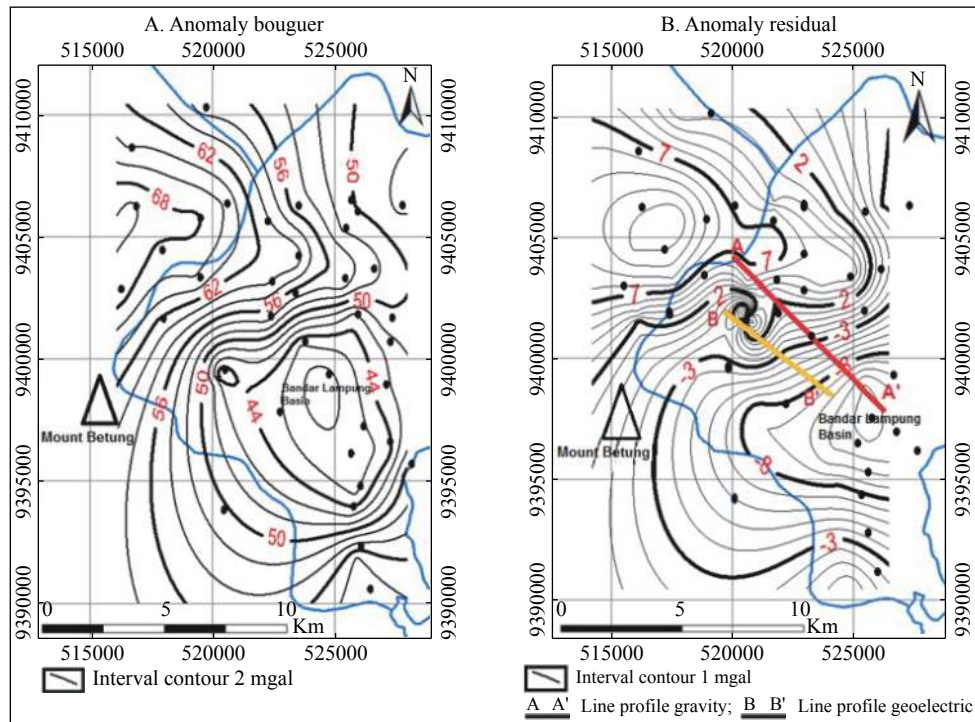 A. Anomaly bouguer
515000 520000 525000
N
9410000
9405000
9400000
9395000
9390000
62
56
50
68
62
56
50
50
56
44
44
50
Bandar Lampung
Basin
Mount Betung
0 5 10
Km
515000 520000 525000
Interval contour 2 mgal
B. Anomaly residual
515000 520000 525000
N
9410000
9405000
9400000
9395000
9390000
7
2
A
7
7
2
2
B
-3
-3
-8
B'
A'
Bandar Lampung
Basin
-8
-3
Mount Betung
0 5 10
Km
515000 520000 525000
Interval contour 1 mgal
A A' Line profile gravity; B B' Line profile geoelectric